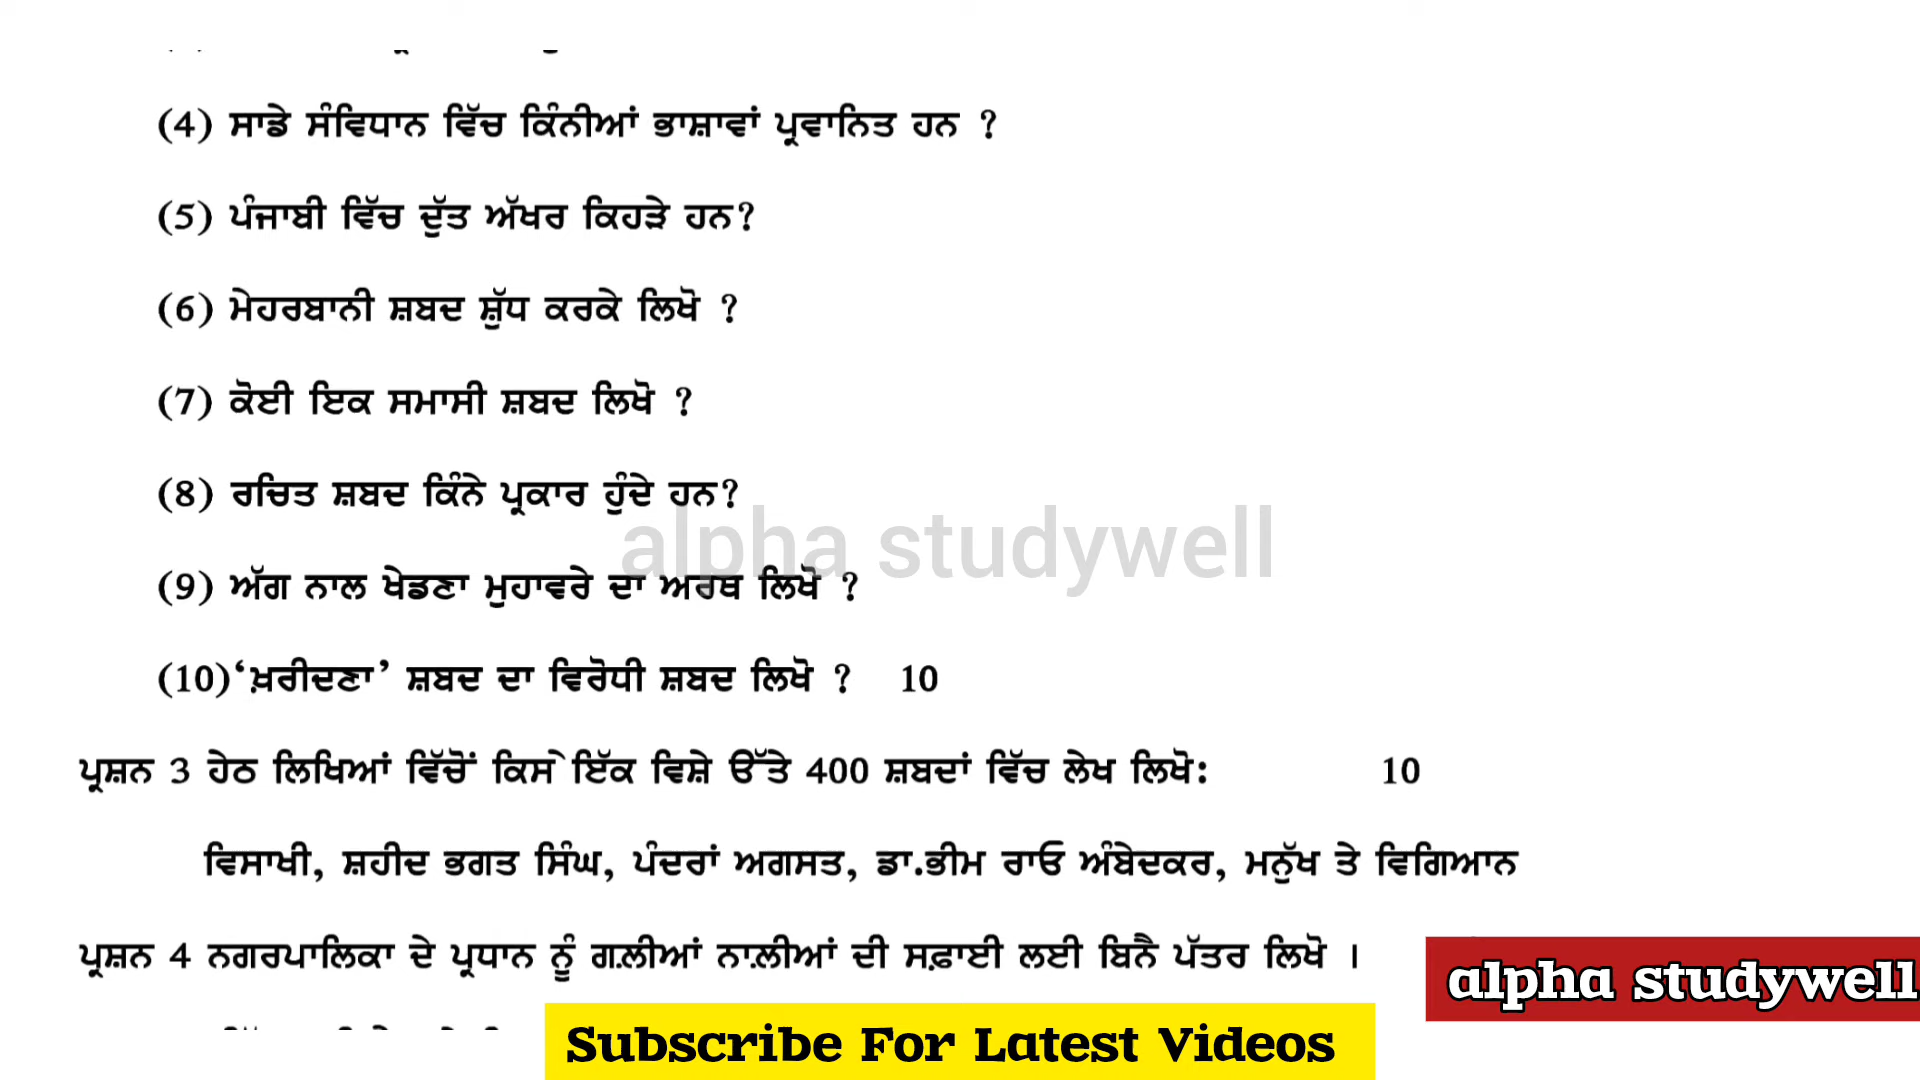 (4) ਸਾਡੇ ਸੰਵਿਧਾਨ ਵਿੱਚ ਕਿੰਨੀਆਂ ਭਾਸ਼ਾਵਾਂ ਪ੍ਰਵਾਨਿਤ ਹਨ ?
(5) ਪੰਜਾਬੀ ਵਿੱਚ ਦੁੱਤ ਅੱਖਰ ਕਿਹੜੇ ਹਨ?
(6) ਮੇਹਰਬਾਨੀ ਸ਼ਬਦ ਸ਼ੁੱਧ ਕਰਕੇ ਲਿਖੋ ?
(7) ਕੋਈ ਇਕ ਸਮਾਸੀ ਸ਼ਬਦ ਲਿਖੋ ?
(8) ਰਚਿਤ ਸ਼ਬਦ ਕਿੰਨੇ ਪ੍ਰਕਾਰ ਹੁੰਦੇ ਹਨ?
alpha studywell
(9) ਅੱਗ ਨਾਲ ਖੇਡਣਾ ਮੁਹਾਵਰੇ ਦਾ ਅਰਥ ਲਿਖੋ ?
(10)‘ਖ਼ਰੀਦਣਾ’ ਸ਼ਬਦ ਦਾ ਵਿਰੋਧੀ ਸ਼ਬਦ ਲਿਖੋ ? 10
ਪ੍ਰਸ਼ਨ 3 ਹੇਠ ਲਿਖਿਆਂ ਵਿੱਚੋਂ ਕਿਸੇ ਇੱਕ ਵਿਸ਼ੇ ੳੁੱਤੇ 400 ਸ਼ਬਦਾਂ ਵਿੱਚ ਲੇਖ ਲਿਖੋ: 10
ਵਿਸਾਖੀ, ਸ਼ਹੀਦ ਭਗਤ ਸਿੰਘ, ਪੰਦਰਾਂ ਅਗਸਤ, ਡਾ.ਭੀਮ ਰਾਓ ਅੰਬੇਦਕਰ, ਮਨੁੱਖ ਤੇ ਵਿਗਿਆਨ
ਪ੍ਰਸ਼ਨ 4 ਨਗਰਪਾਲਿਕਾ ਦੇ ਪ੍ਰਧਾਨ ਨੂੰ ਗਲ਼ੀਆਂ ਨਾਲ਼ੀਆਂ ਦੀ ਸਫ਼ਾਈ ਲਈ ਬਿਨੈ ਪੱਤਰ ਲਿਖੋ ।
alpha studywell
Subscribe For Latest Videos